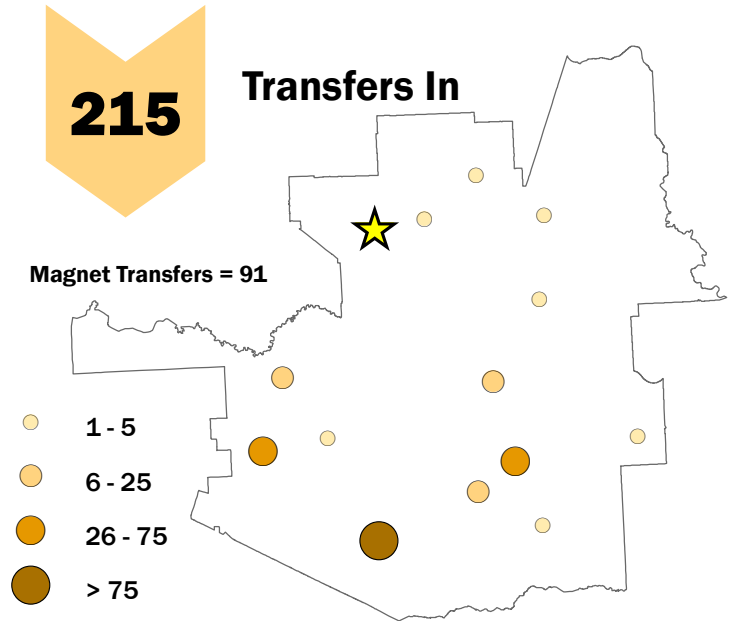 215
Transfers In
Magnet Transfers = 91
1 - 5
6 - 25
26 - 75
> 75